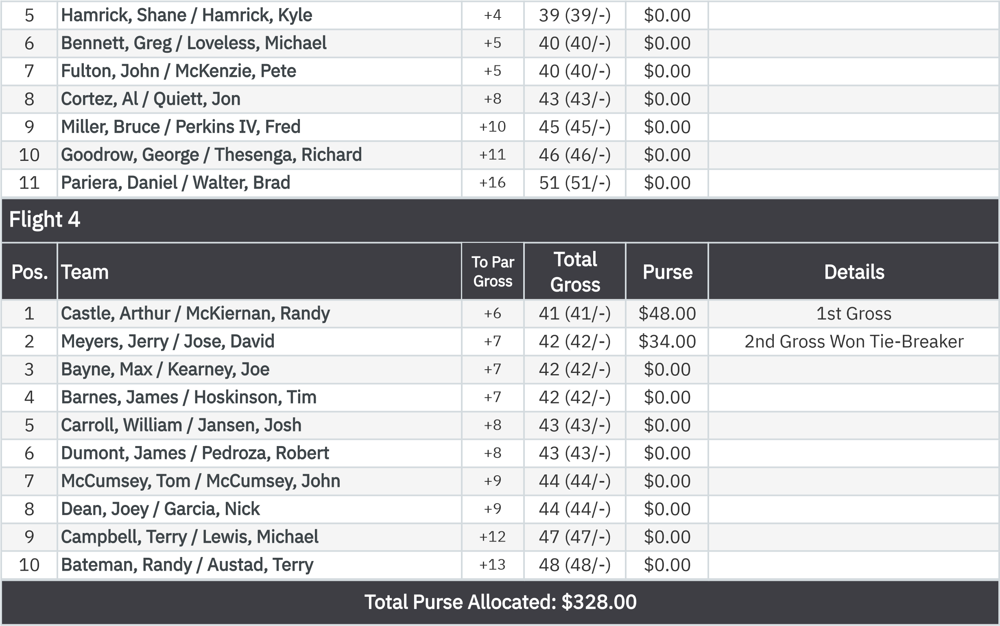 5 Hamrick, Shane / Hamrick, Kyle +4 39 (39/-) $0.00
6 Bennett, Greg / Loveless, Michael +5 40 (40/-) $0.00
7 Fulton, John / McKenzie, Pete +5 40 (40/-) $0.00
8 Cortez, Al / Quiett, Jon +8 43 (43/-) $0.00
9 Miller, Bruce / Perkins IV, Fred +10 45 (45/-) $0.00
10 Goodrow, George / Thesenga, Richard +11 46 (46/-) $0.00
11 Pariera, Daniel / Walter, Brad +16 51 (51/-) $0.00
Flight 4
Pos. Team To Par Gross Total Gross Purse Details
1 Castle, Arthur / McKiernan, Randy +6 41 (41/-) $48.00 1st Gross
2 Meyers, Jerry / Jose, David +7 42 (42/-) $34.00 2nd Gross Won Tie-Breaker
3 Bayne, Max / Kearney, Joe +7 42 (42/-) $0.00
4 Barnes, James / Hoskinson, Tim +7 42 (42/-) $0.00
5 Carroll, William / Jansen, Josh +8 43 (43/-) $0.00
6 Dumont, James / Pedroza, Robert +8 43 (43/-) $0.00
7 McCumsey, Tom / McCumsey, John +9 44 (44/-) $0.00
8 Dean, Joey / Garcia, Nick +9 44 (44/-) $0.00
9 Campbell, Terry / Lewis, Michael +12 47 (47/-) $0.00
10 Bateman, Randy / Austad, Terry +13 48 (48/-) $0.00
Total Purse Allocated: $328.00